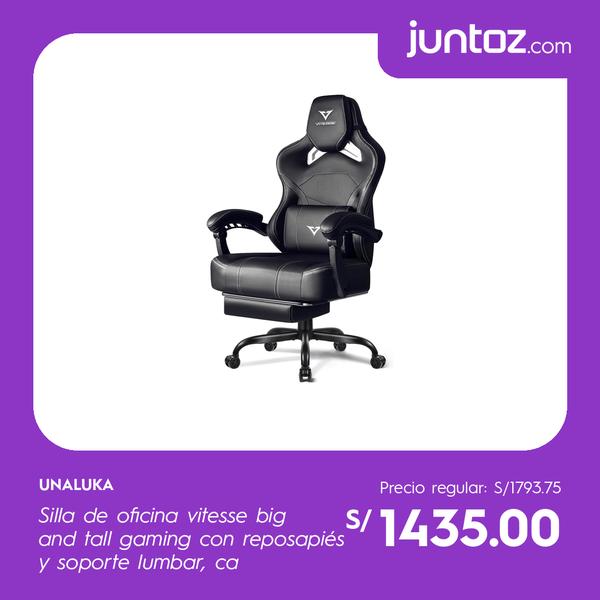 juntoz.com
UNALUKA
Silla de oficina vitesse big
and tall gaming con reposapiés
y soporte lumbar, ca
Precio regular: S/1793.75
S/1435.00